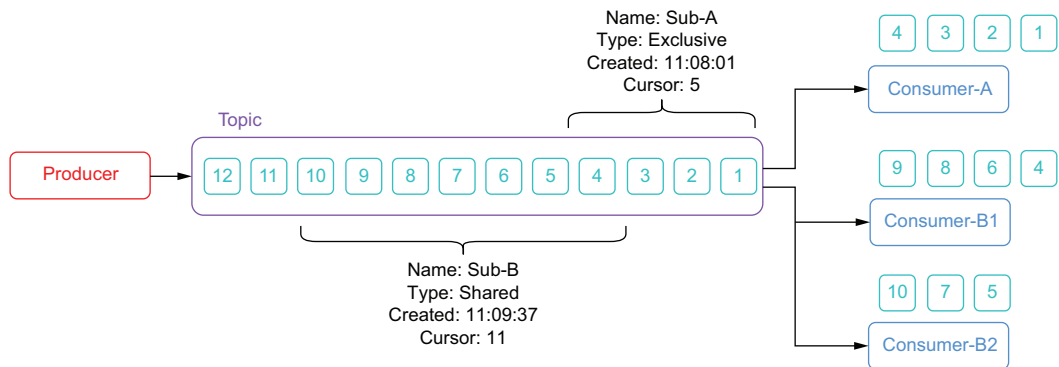 Name: Sub-A
Type: Exclusive
Created: 11:08:01
Cursor: 5
4 3 2 1
Consumer-A
Topic
Producer
12 11 10 9 8 7 6 5 4 3 2 1
9 8 6 4
Consumer-B1
Name: Sub-B
Type: Shared
Created: 11:09:37
Cursor: 11
10 7 5
Consumer-B2